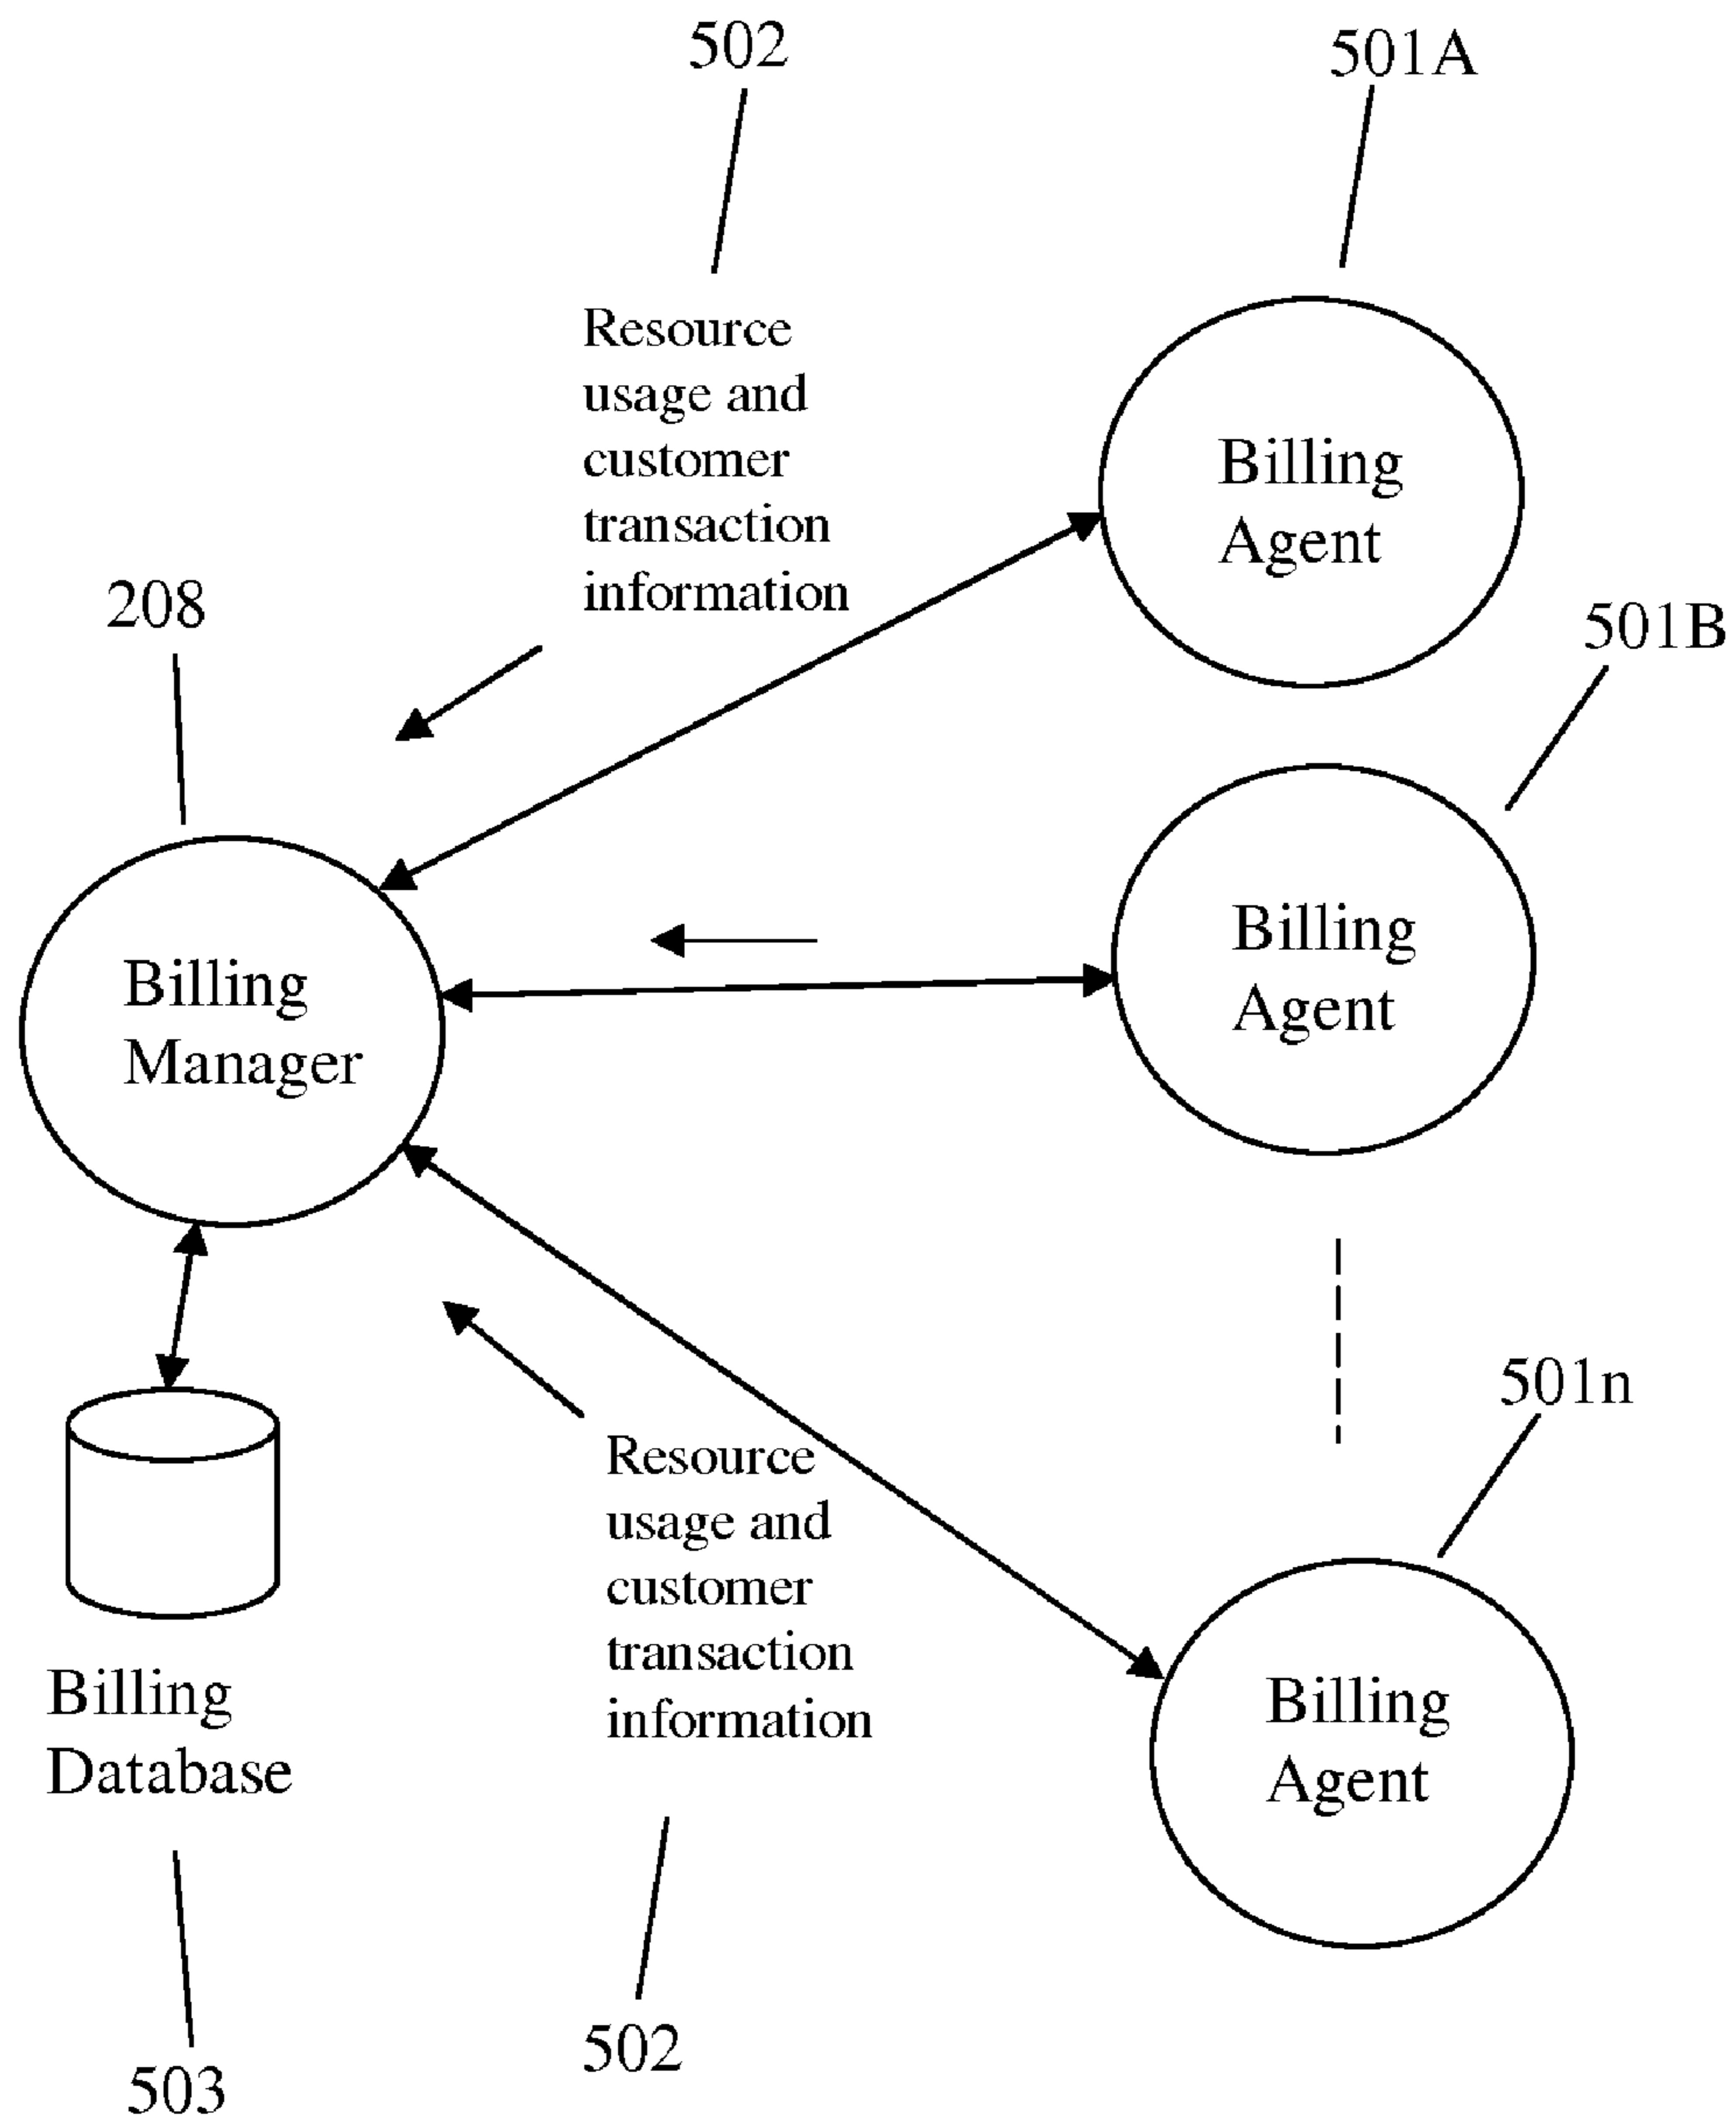 502
501A
Resource
usage and
customer
transaction
information
Billing
Agent
208
501B
Billing
Agent
Billing
Manager
501n
Resource
usage and
customer
transaction
information
Billing
Database
Billing
Agent
502
503